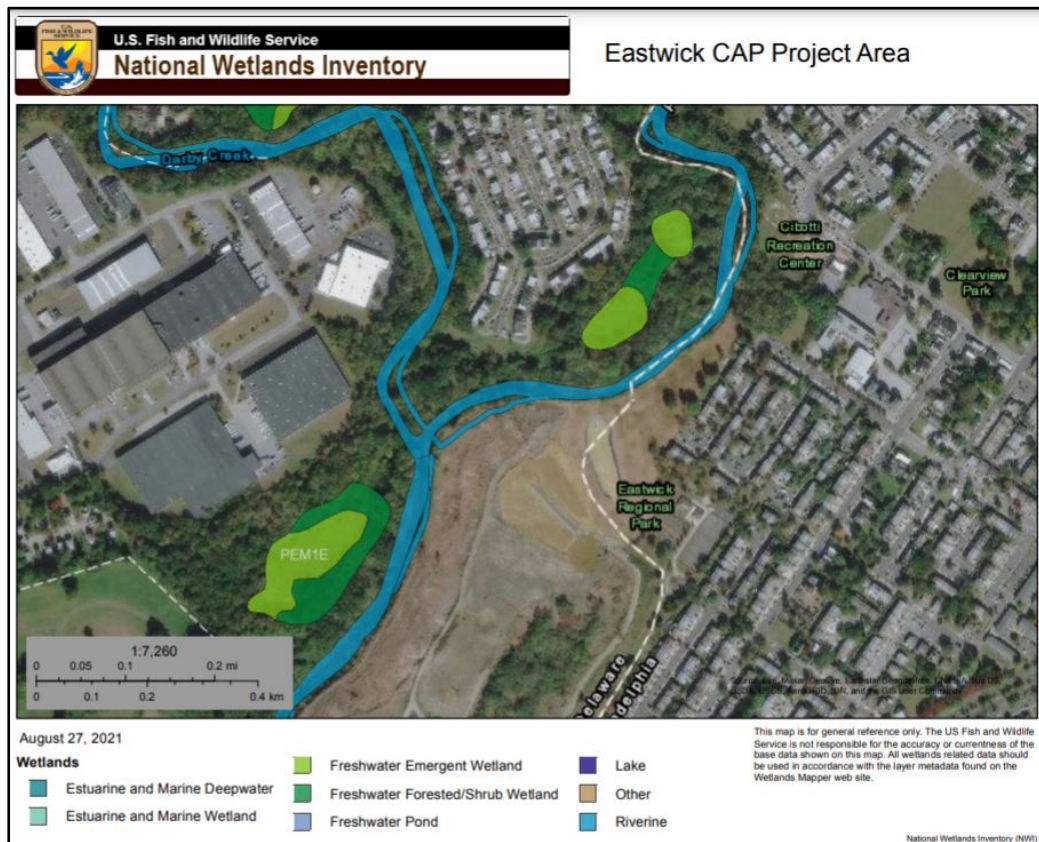 U.S.
FISH & WILDLIFE
SERVICE
U.S. Fish and Wildlife Service
National Wetlands Inventory
Eastwick CAP Project Area
Darby Creek
Cibotti
Recreation
Center
Clearview
Park
Eastwick
Regional
Park
PEM1E
1:7,260
0 0.05 0.1 0.2 mi
0 0.1 0.2 0.4 km
Delaware
August 27, 2021
Wetlands
Estuarine and Marine Deepwater
Estuarine and Marine Wetland
Freshwater Emergent Wetland
Freshwater Forested/Shrub Wetland
Freshwater Pond
Lake
Other
Riverine
This map is for general reference only. The US Fish and Wildlife
Service is not responsible for the accuracy or currentness of the
base data shown on this map. All wetlands related data should
be used in accordance with the layer metadata found on the
Wetlands Mapper web site.
National Wetlands Inventory (NWI)